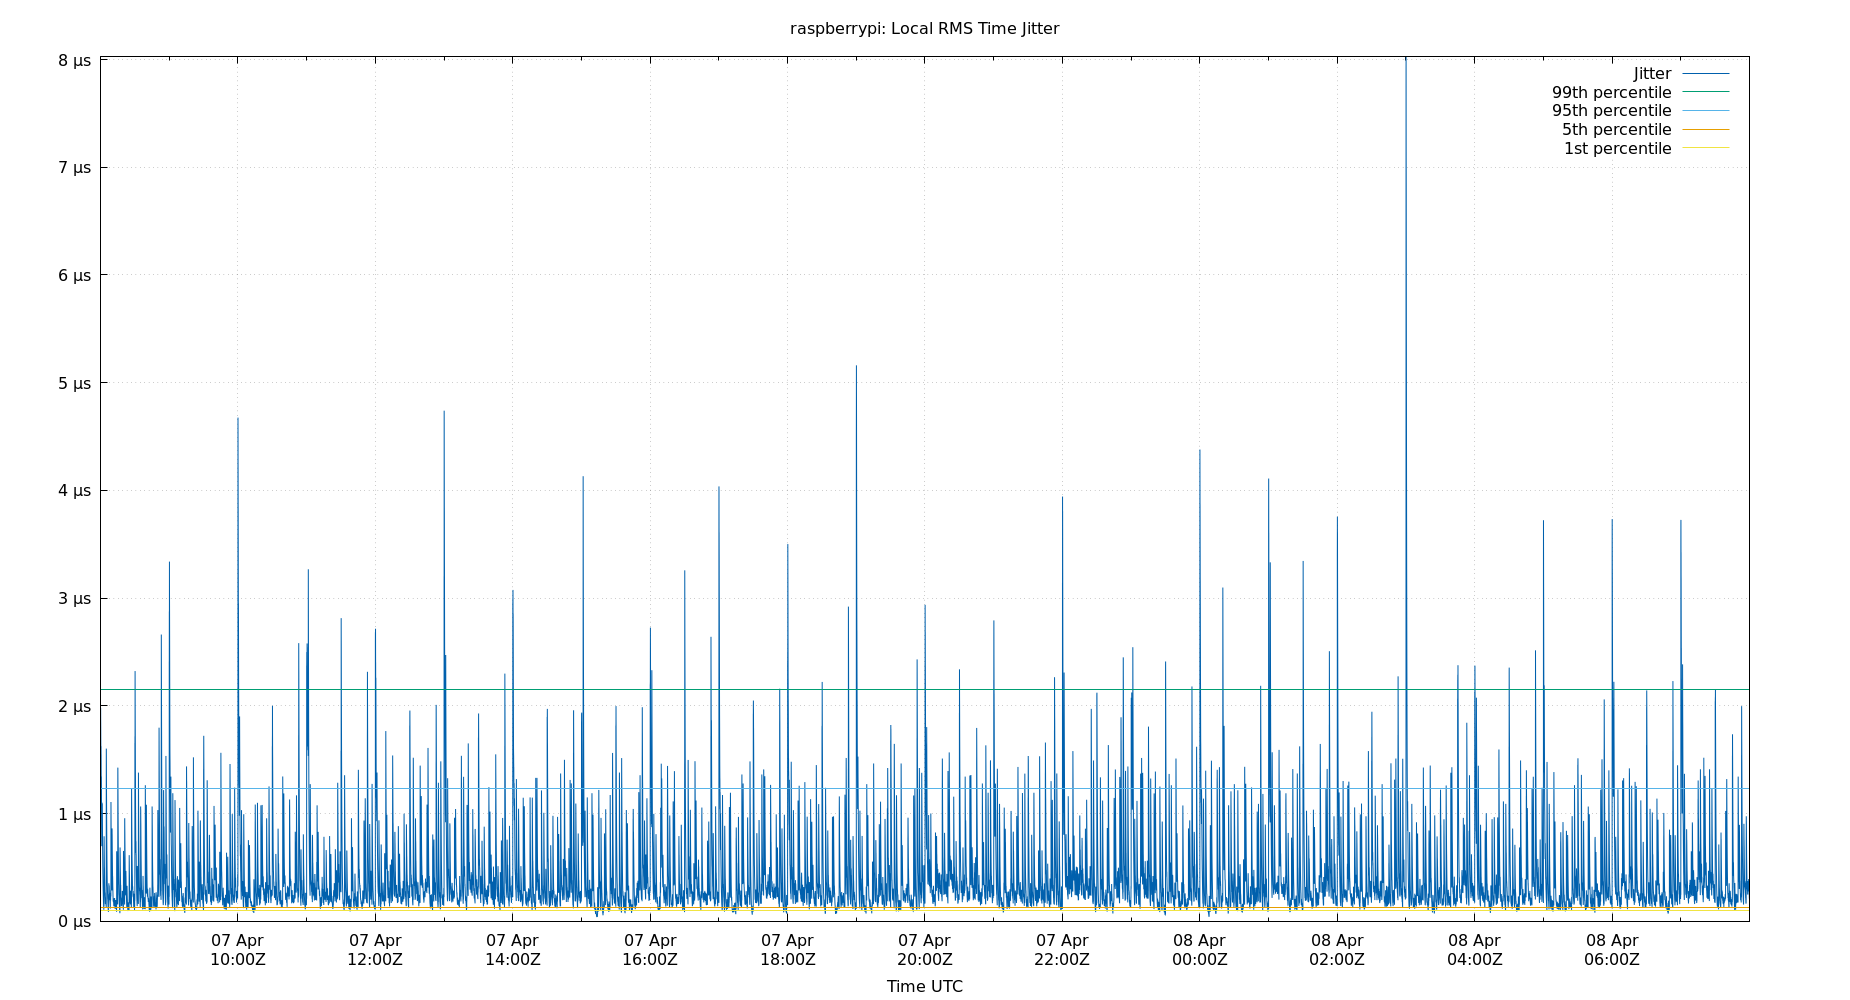 raspberrypi: Local RMS Time Jitter
8 µs
7 µs
6 µs
5 µs
4 µs
3 µs
2 µs
1 µs
0 µs
Jitter
99th percentile
95th percentile
5th percentile
1st percentile
07 Apr 07 Apr 07 Apr 07 Apr 07 Apr 07 Apr 07 Apr 08 Apr 08 Apr 08 Apr 08 Apr
10:00Z 12:00Z 14:00Z 16:00Z 18:00Z 20:00Z 22:00Z 00:00Z 02:00Z 04:00Z 06:00Z
Time UTC